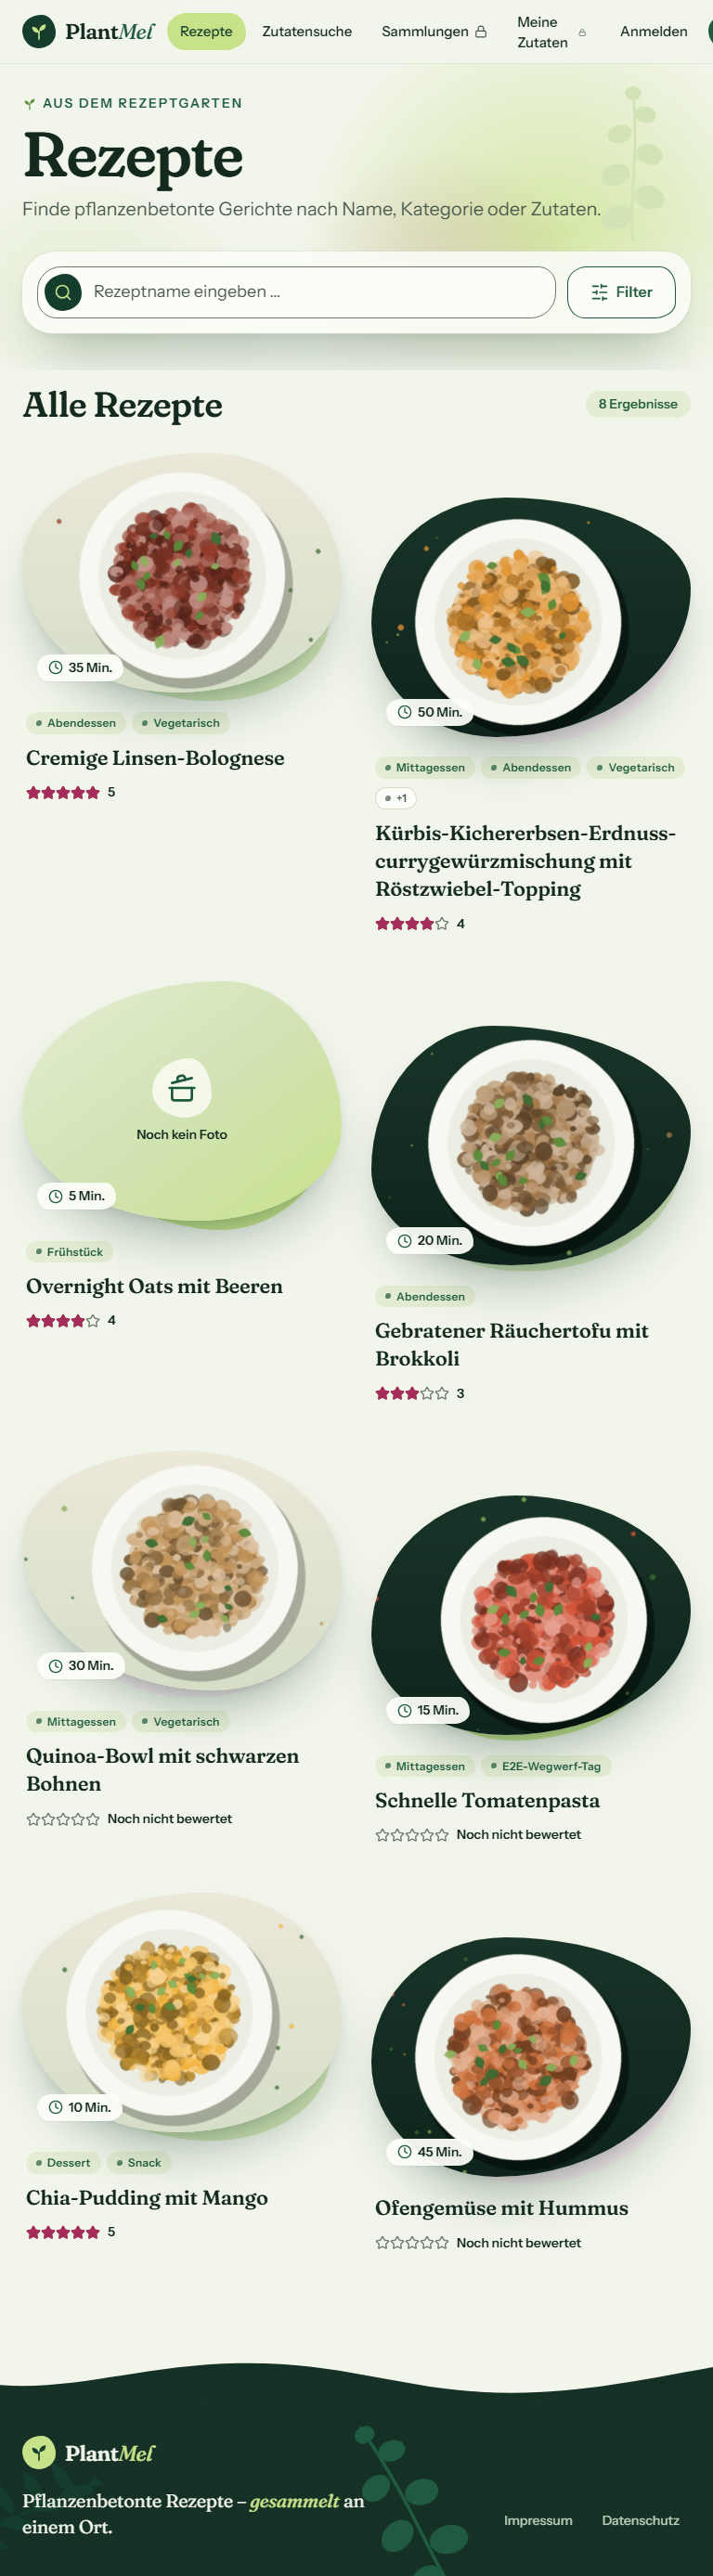 PlantMel
Rezepte
Zutatensuche
Sammlungen
Meine
Zutaten
Anmelden
AUS DEM REZEPTGARTEN
Rezepte
Finde pflanzenbetonte Gerichte nach Name, Kategorie oder Zutaten.
Rezeptname eingeben ...
Filter
Alle Rezepte
8 Ergebnisse
35 Min.
Abendessen
Vegetarisch
Cremige Linsen-Bolognese
5
50 Min.
Mittagessen
Abendessen
Vegetarisch
+1
Kürbis-Kichererbsen-Erdnuss-
currygewürzmischung mit
Röstzwiebel-Topping
4
Noch kein Foto
5 Min.
Frühstück
Overnight Oats mit Beeren
4
20 Min.
Abendessen
Gebratener Räuchertofu mit
Brokkoli
3
30 Min.
Mittagessen
Vegetarisch
Quinoa-Bowl mit schwarzen
Bohnen
Noch nicht bewertet
15 Min.
Mittagessen
E2E-Wegwerf-Tag
Schnelle Tomatenpasta
Noch nicht bewertet
10 Min.
Dessert
Snack
Chia-Pudding mit Mango
5
45 Min.
Ofengemüse mit Hummus
Noch nicht bewertet
PlantMel
Pflanzenbetonte Rezepte – gesammelt an
einem Ort.
Impressum
Datenschutz